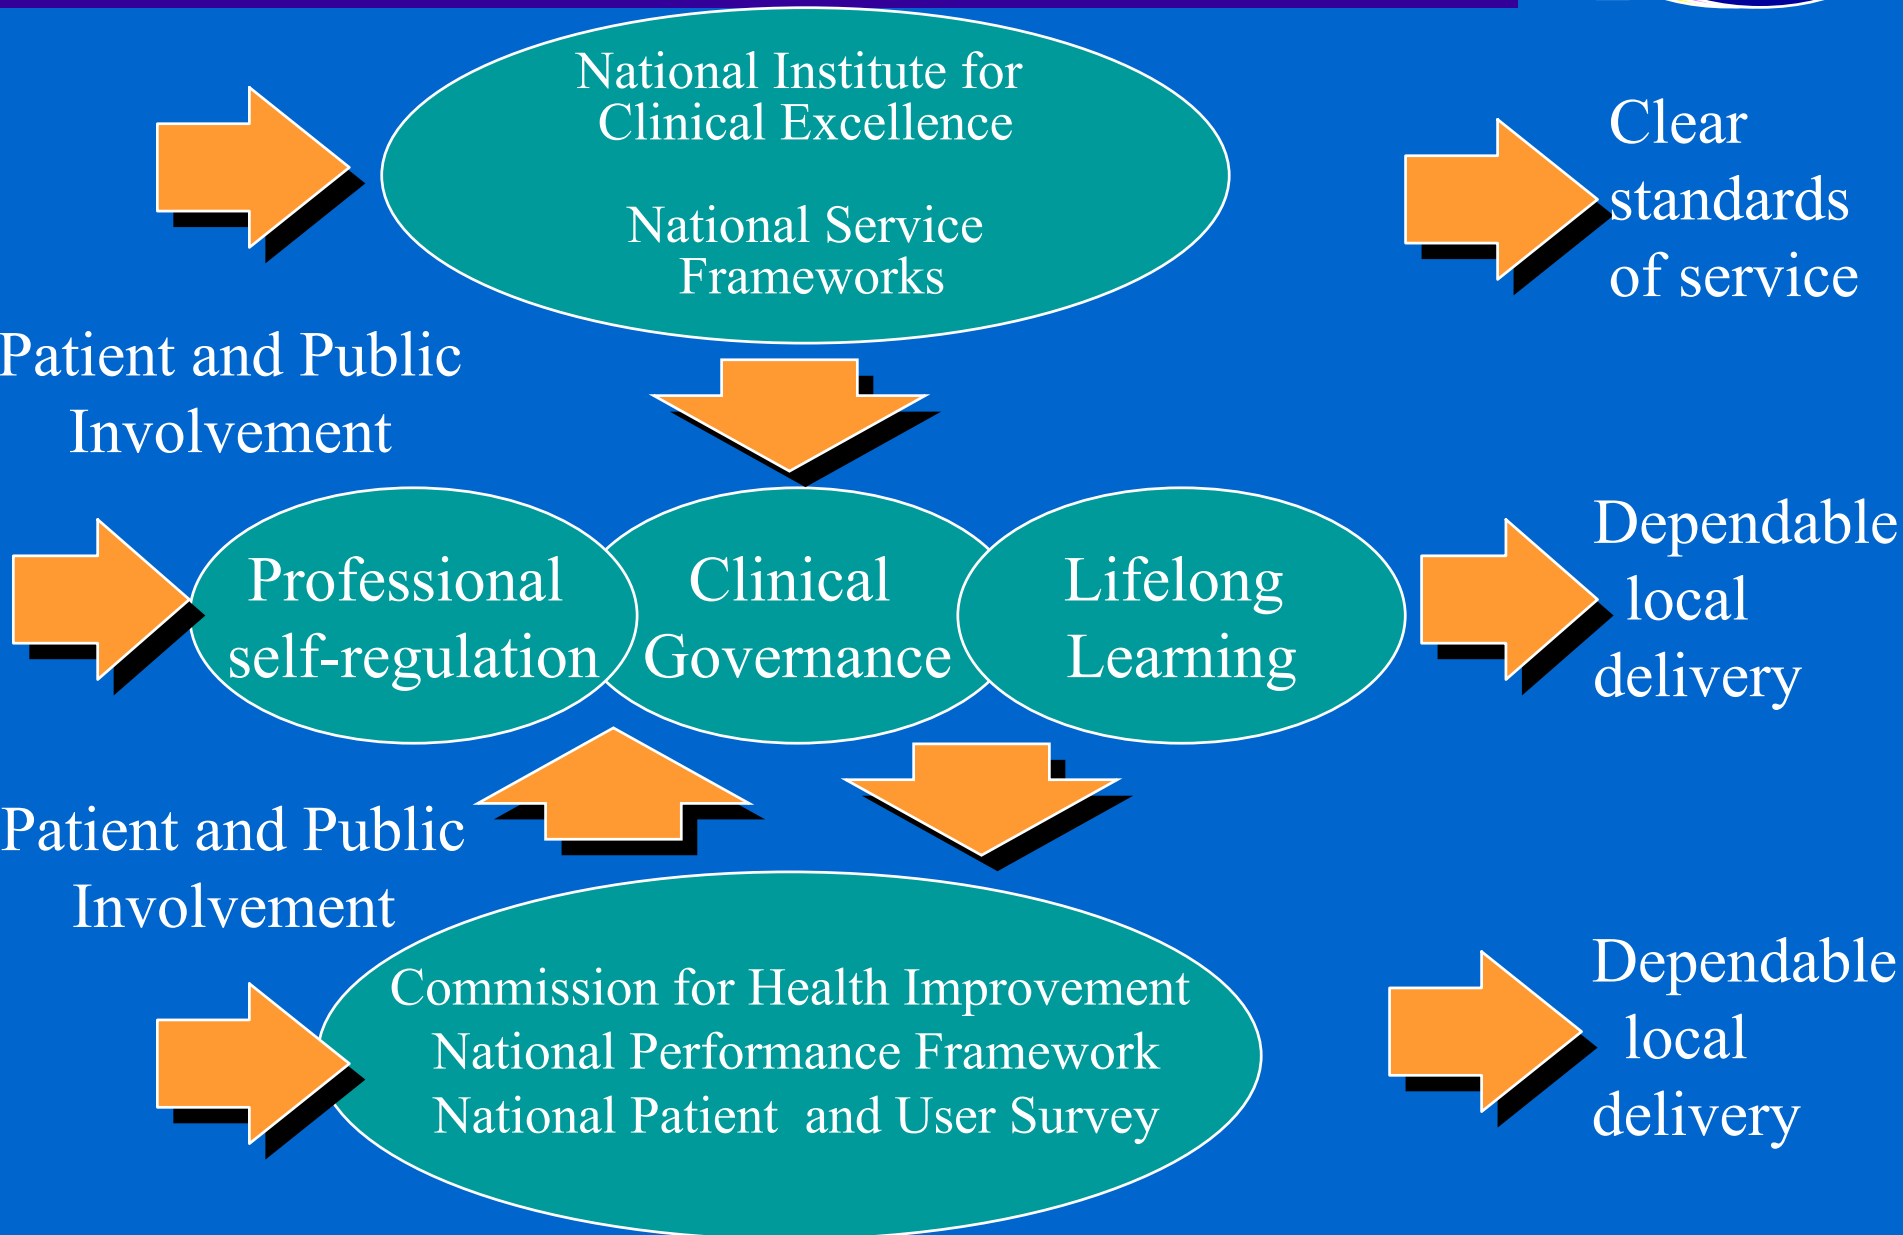 National Institute for
Clinical Excellence
National Service
Frameworks
Clear
standards
of service
Patient and Public
Involvement
Professional
self-regulation
Clinical
Governance
Lifelong
Learning
Dependable
local
delivery
Patient and Public
Involvement
Commission for Health Improvement
National Performance Framework
National Patient and User Survey
Dependable
local
delivery